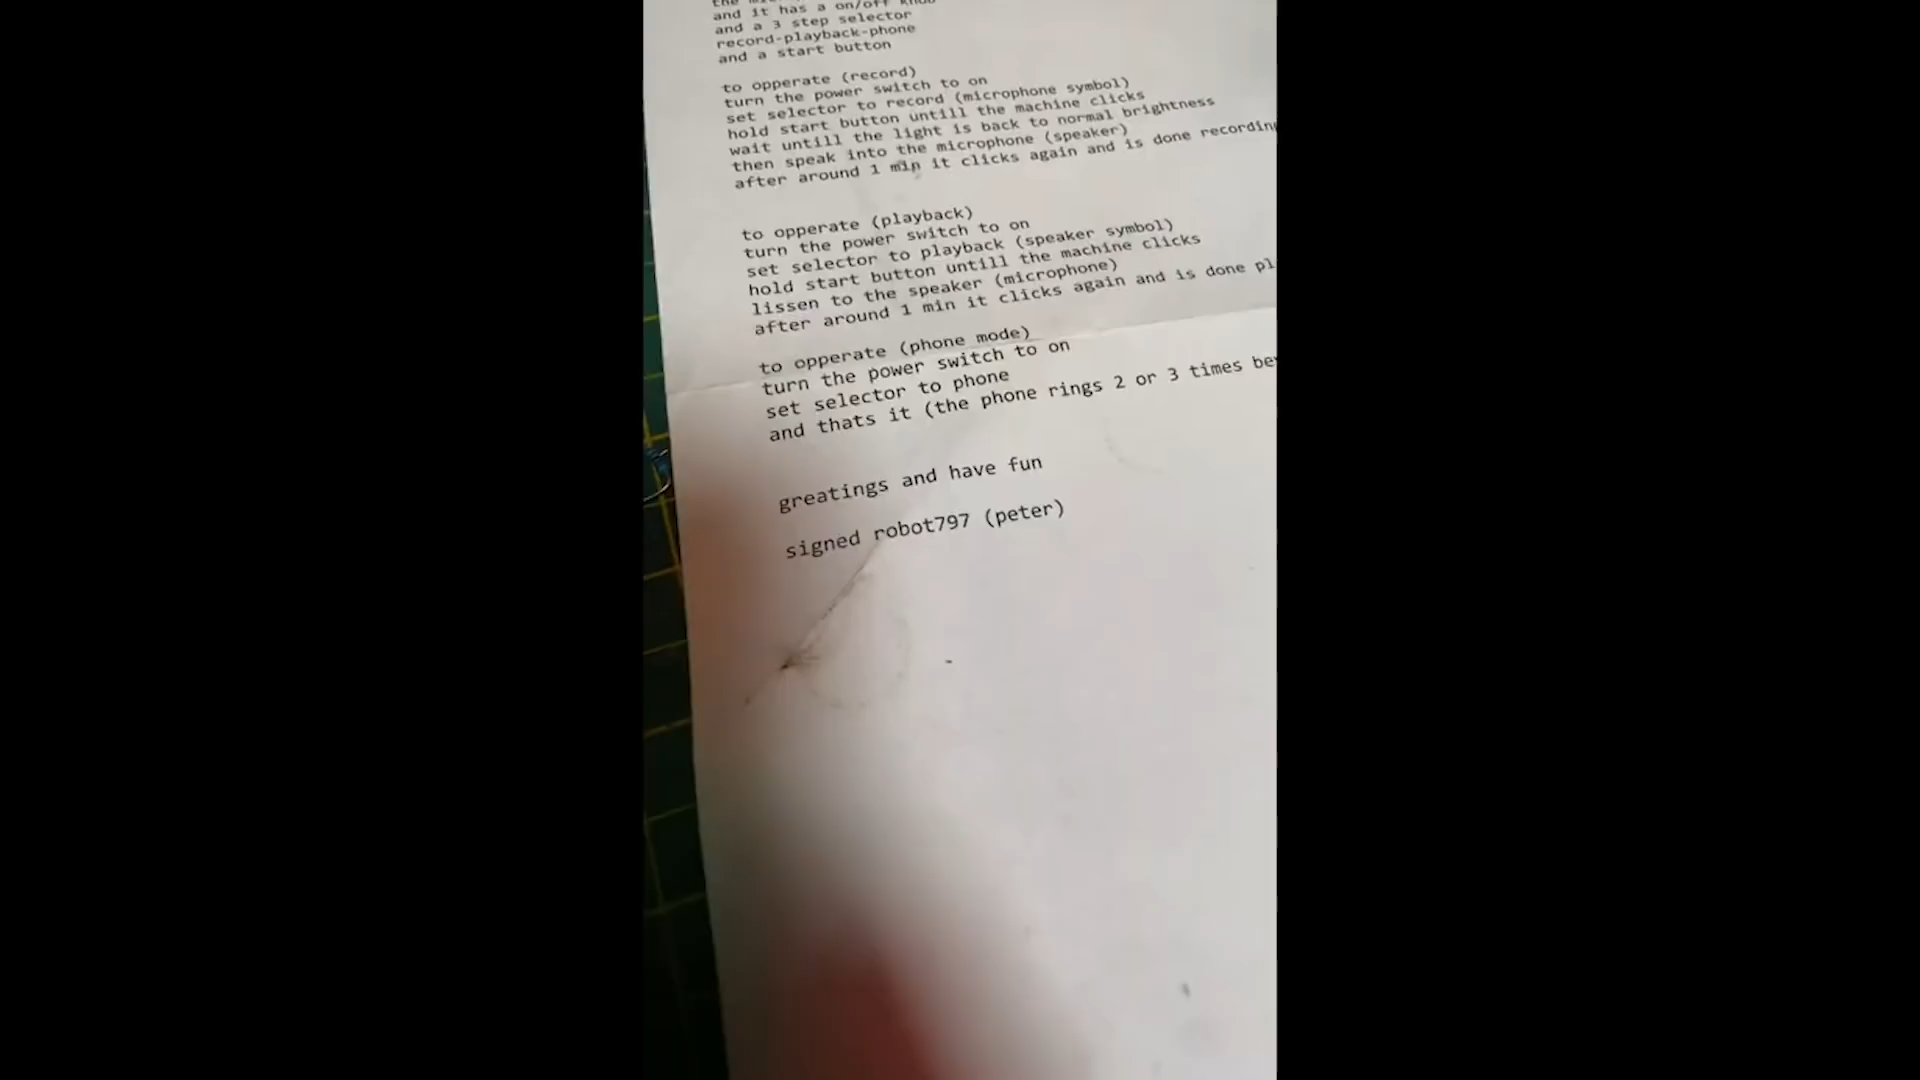 and it has a on/off knob
and a 3 step selector
record-playback-phone
and a start button
to opperate (record)
turn the power switch to on
set selector to record (microphone symbol)
hold start button untill the machine clicks
wait untill the light is back to normal brightness
then speak into the microphone (speaker)
after around 1 min it clicks again and is done recording
to opperate (playback)
turn the power switch to on
set selector to playback (speaker symbol)
hold start button untill the machine clicks
lissen to the speaker (microphone)
after around 1 min it clicks again and is done
to opperate (phone mode)
turn the power switch to on
set selector to phone
and thats it (the phone rings 2 or 3 times
greatings and have fun
signed robot797 (peter)